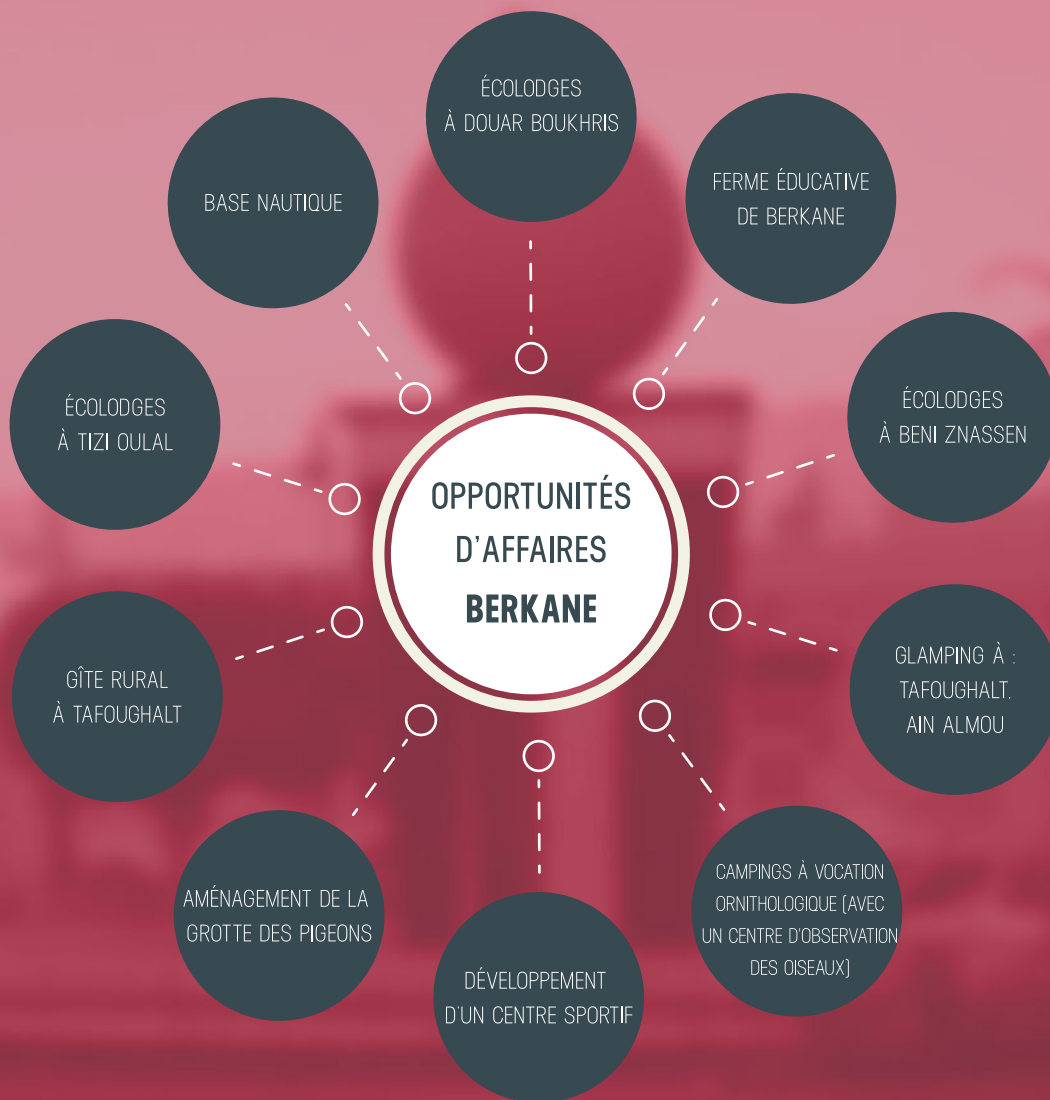 ÉCOLODGES
À DOUAR BOUKHRIS
FERME ÉDUCATIVE
DE BERKANE
ÉCOLODGES
À BENI ZNASSEN
GLAMPING À :
TAFOUGHALT.
AIN ALMOU
CAMPINGS À VOCATION
ORNITHOLOGIQUE (AVEC
UN CENTRE D'OBSERVATION
DES OISEAUX)
DÉVELOPPEMENT
D'UN CENTRE SPORTIF
AMÉNAGEMENT DE LA
GROTTE DES PIGEONS
GÎTE RURAL
À TAFOUGHALT
ÉCOLODGES
À TIZI OULAL
BASE NAUTIQUE
OPPORTUNITÉS
D'AFFAIRES
BERKANE